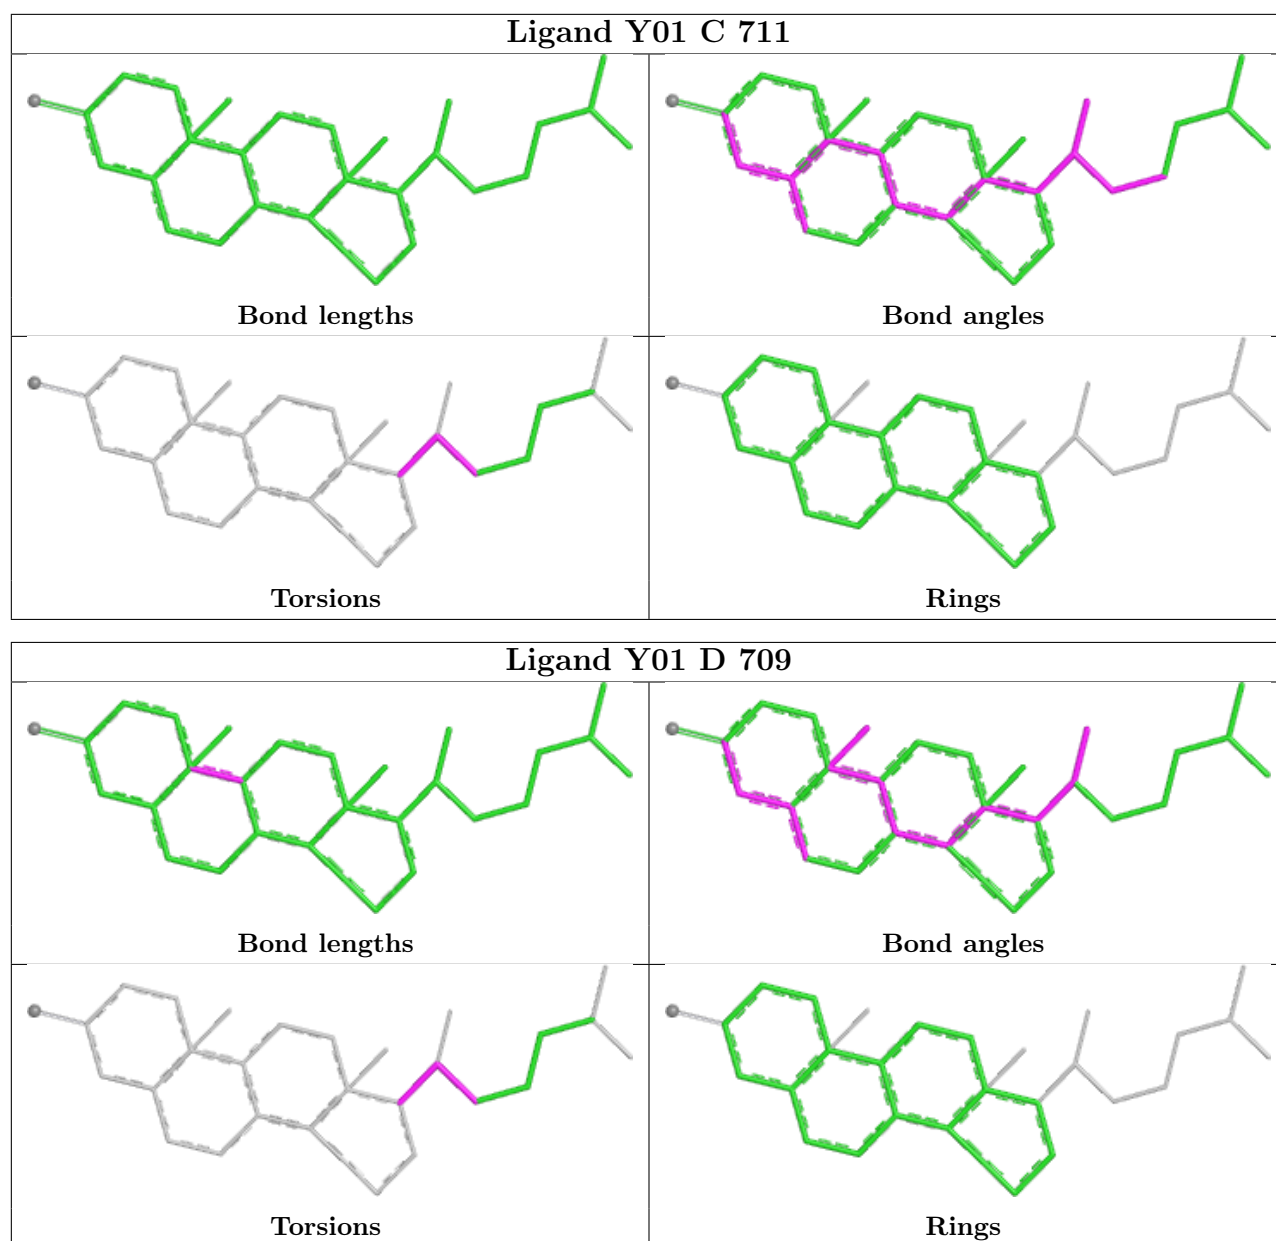 Ligand Y01 C 711
Bond lengths
Bond angles
Torsions
Rings
Ligand Y01 D 709
Bond lengths
Bond angles
Torsions
Rings